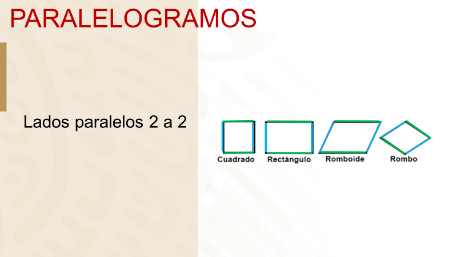 PARALELOGRAMOS
Lados paralelos 2 a 2
Cuadrado Rectángulo Romboide Rombo